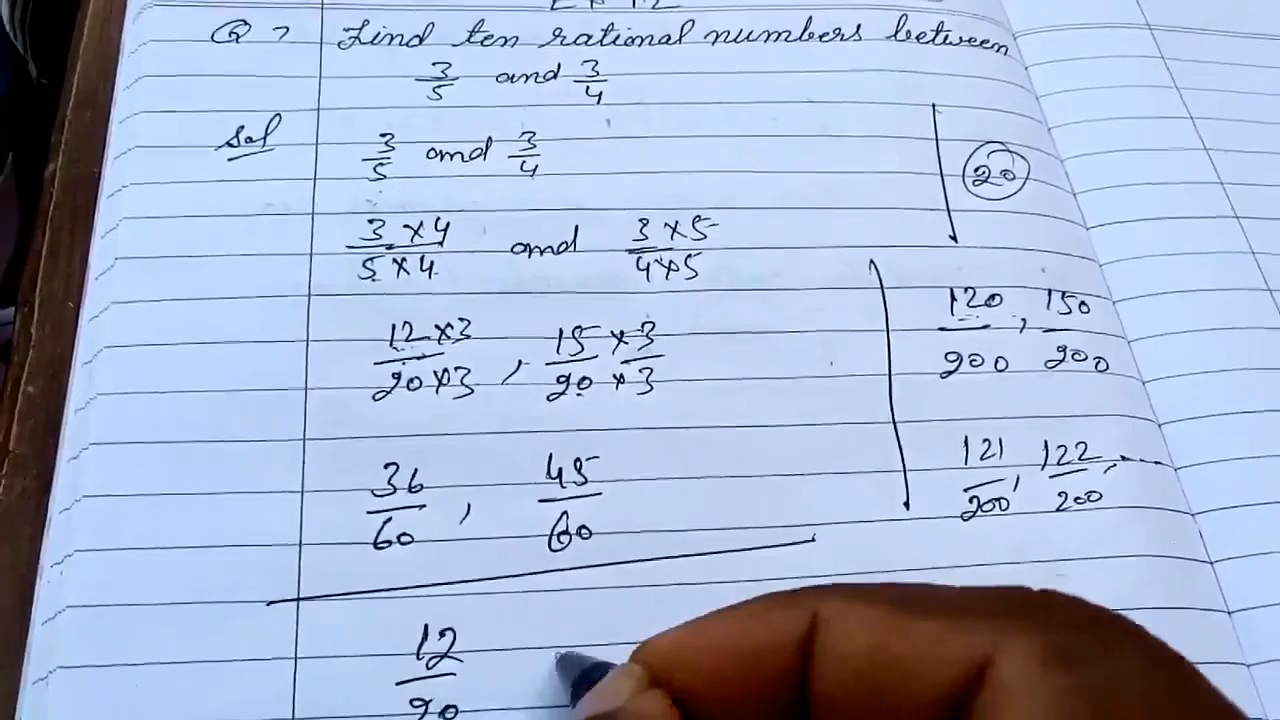 Q 7 Find ten rational numbers between
3/5 and 3/4
Sol 3/5 and 3/4
20
3×4/5×4 and 3×5/4×5
12×3/20×3 , 15×3/20×3
120/200 , 150/200
36/60 , 45/60
121/200 , 122/200 , ----
12/20